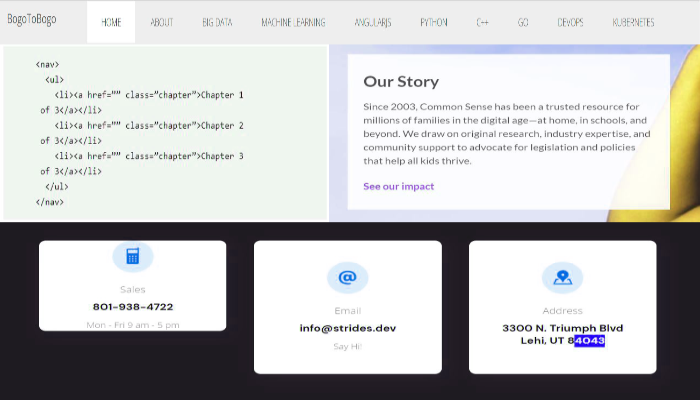 BogoToBogo
HOME
ABOUT
BIG DATA
MACHINE LEARNING
ANGULARJS
PYTHON
C++
GO
DEVOPS
KUBERNETES
<nav>
<ul>
<li><a href="" class="chapter">Chapter 1
of 3</a></li>
<li><a href="" class="chapter">Chapter 2
of 3</a></li>
<li><a href="" class="chapter">Chapter 3
of 3</a></li>
</ul>
</nav>
Our Story
Since 2003, Common Sense has been a trusted resource for
millions of families in the digital age—at home, in schools, and
beyond. We draw on original research, industry expertise, and
community support to advocate for legislation and policies
that help all kids thrive.
See our impact
Sales
801-938-4722
Mon - Fri 9 am - 5 pm
@
Email
info@strides.dev
Say Hi!
Address
3300 N. Triumph Blvd
Lehi, UT 84043